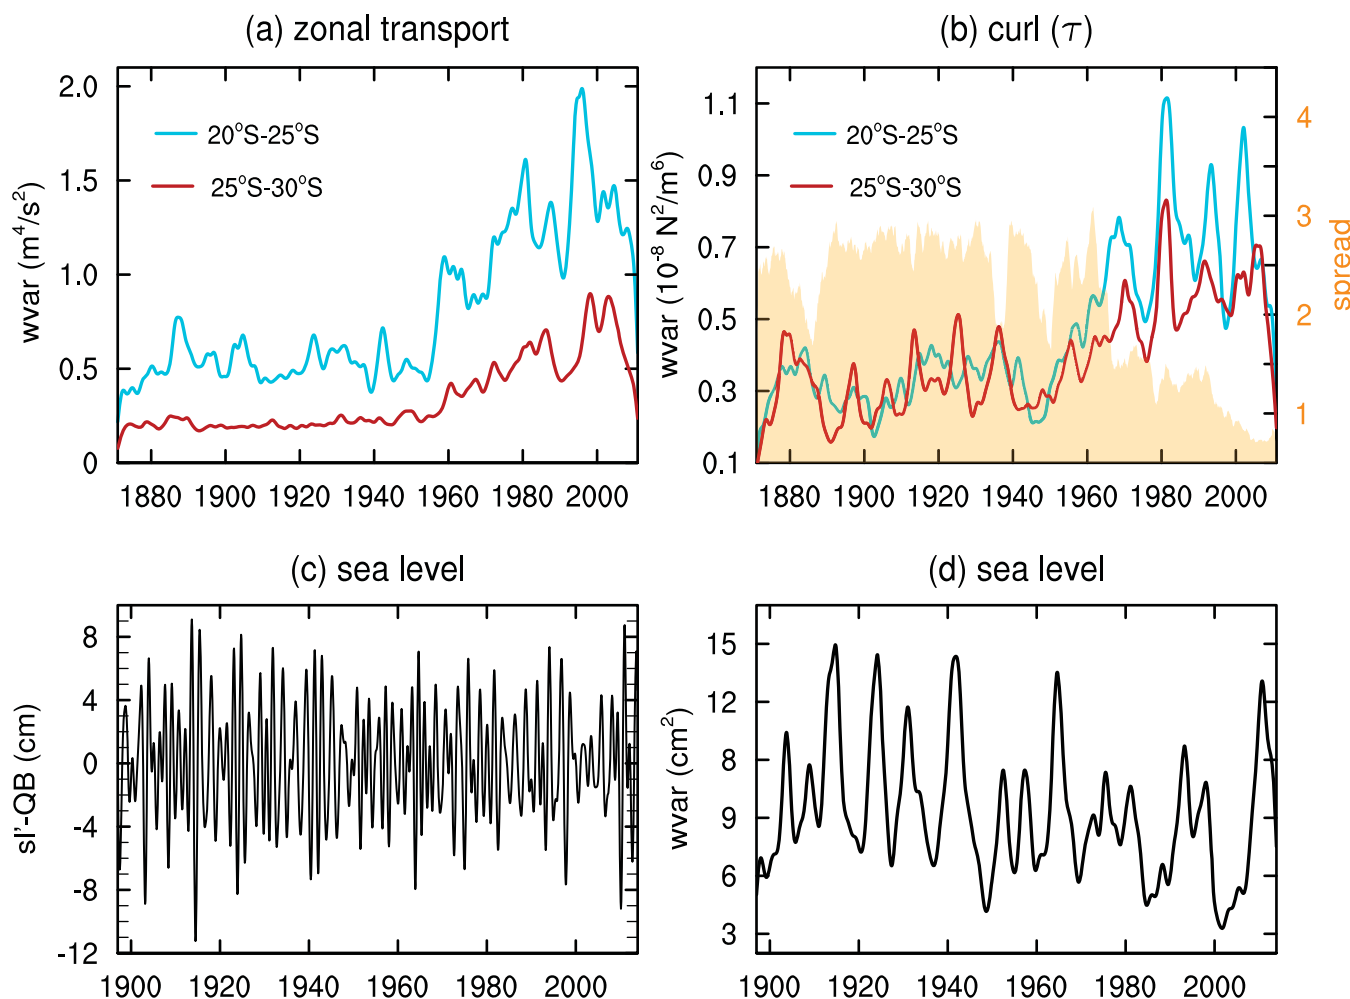 (a) zonal transport
wvar (m⁴/s²)
2.0
1.5
1.0
0.5
0
20°S-25°S
25°S-30°S
1880 1900 1920 1940 1960 1980 2000
(b) curl (τ)
wvar (10⁻⁸ N²/m⁶)
1.1
0.9
0.7
0.5
0.3
0.1
20°S-25°S
25°S-30°S
4
3
2
1
spread
1880 1900 1920 1940 1960 1980 2000
(c) sea level
sl'-QB (cm)
8
4
0
-4
-8
-12
1900 1920 1940 1960 1980 2000
(d) sea level
wvar (cm²)
15
12
8
9
6
3
1900 1920 1940 1960 1980 2000